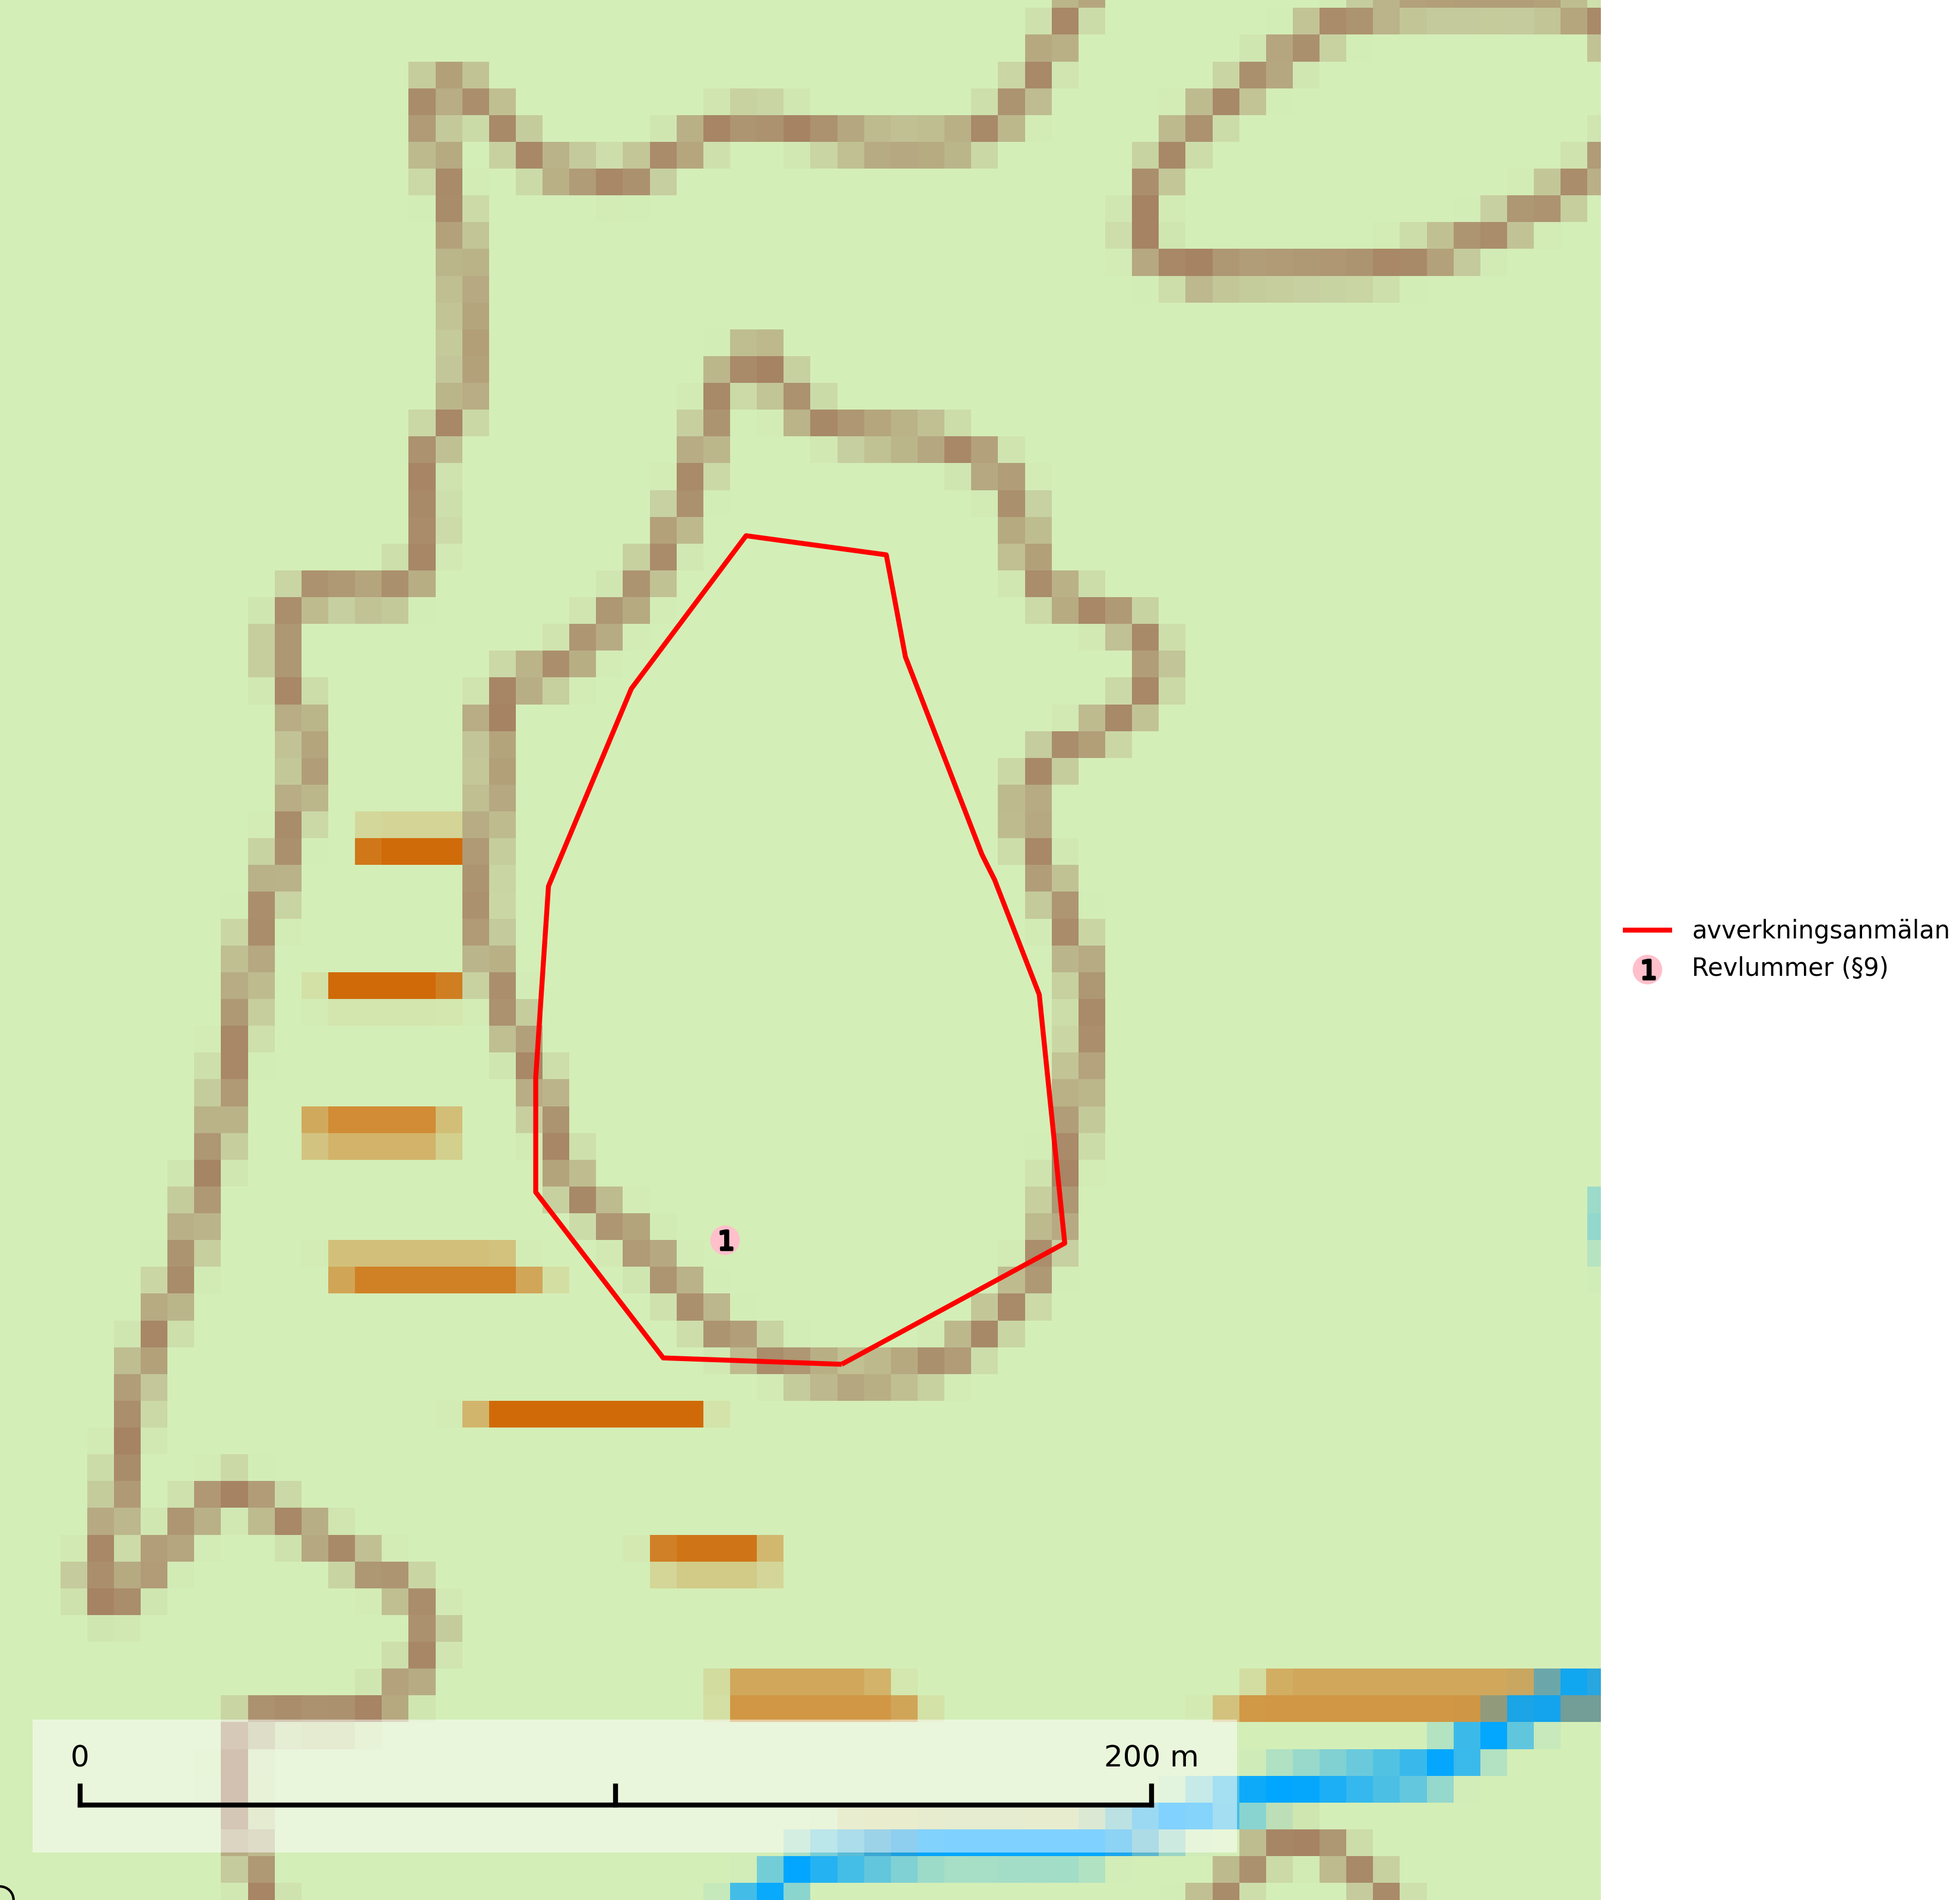 avverkningsanmälan
1 Revlummer (§9)
1
0 200 m